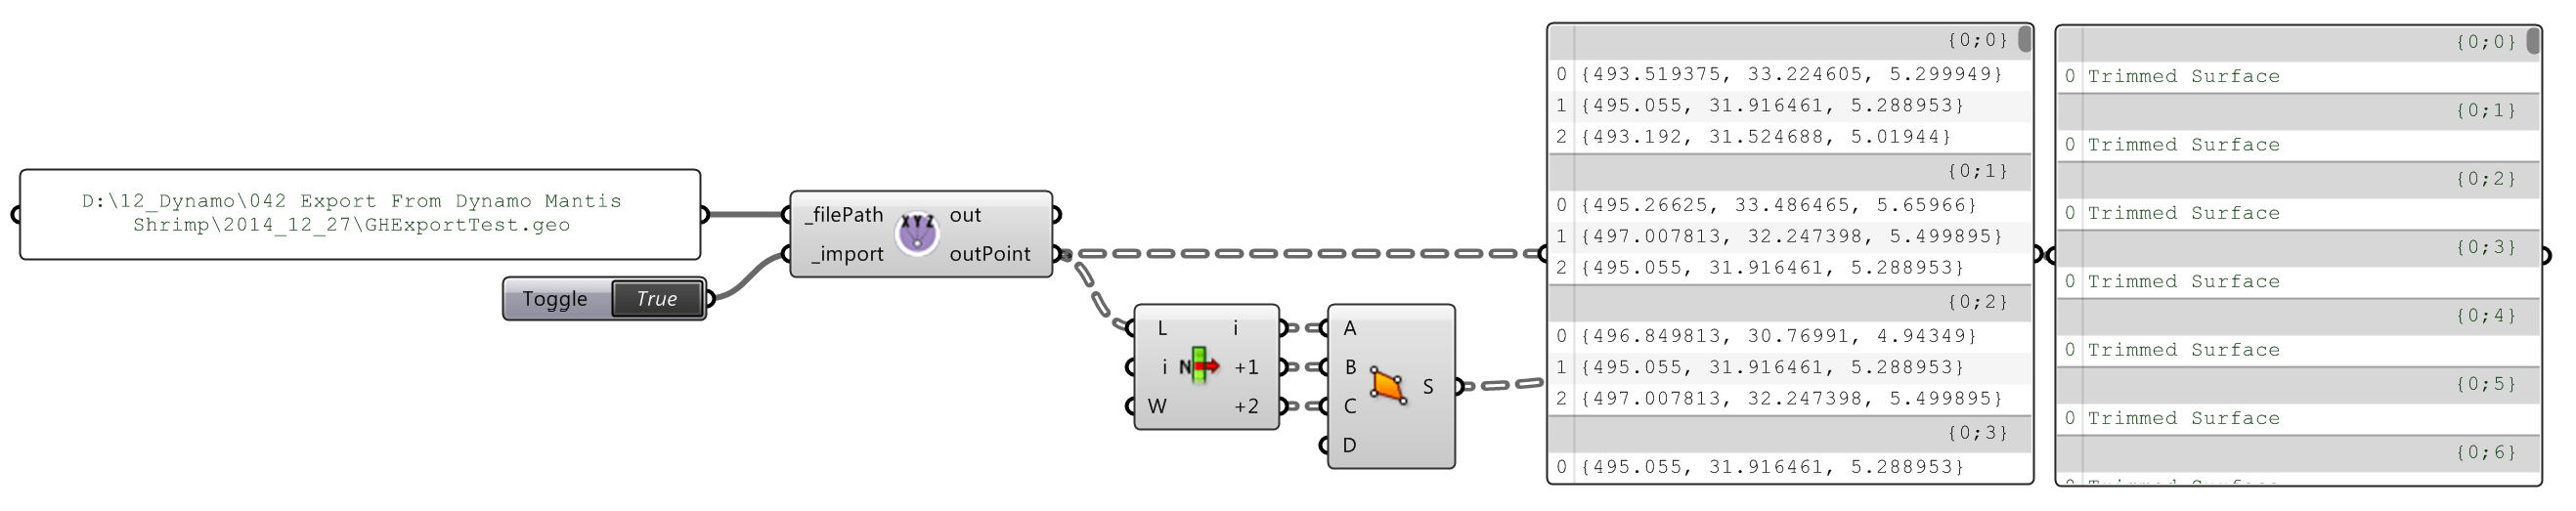 D:\12_Dynamo\042 Export From Dynamo Mantis
Shrimp\2014_12_27\GHExportTest.geo
Toggle True
_filePath out
_import outPoint
XYZ
L i
i N +1
W +2
A
B
C
D
S
{0;0}
0 {493.519375, 33.224605, 5.299949}
1 {495.055, 31.916461, 5.288953}
2 {493.192, 31.524688, 5.01944}
{0;1}
0 {495.26625, 33.486465, 5.65966}
1 {497.007813, 32.247398, 5.499895}
2 {495.055, 31.916461, 5.288953}
{0;2}
0 {496.849813, 30.76991, 4.94349}
1 {495.055, 31.916461, 5.288953}
2 {497.007813, 32.247398, 5.499895}
{0;3}
0 {495.055, 31.916461, 5.288953}
{0;0}
0 Trimmed Surface
{0;1}
0 Trimmed Surface
{0;2}
0 Trimmed Surface
{0;3}
0 Trimmed Surface
{0;4}
0 Trimmed Surface
{0;5}
0 Trimmed Surface
{0;6}